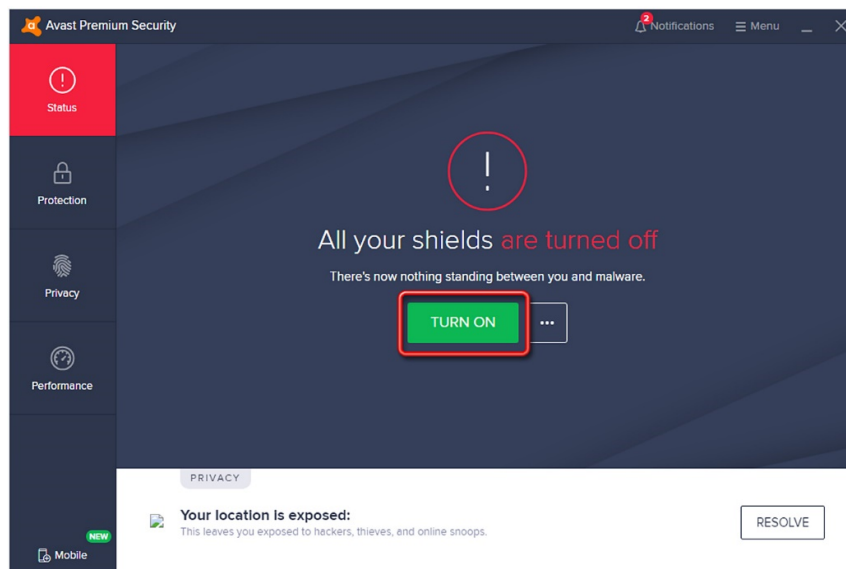 Avast Premium Security
2
Notifications
Menu
Status
Protection
Privacy
Performance
NEW
Mobile
All your shields are turned off
There's now nothing standing between you and malware.
TURN ON
PRIVACY
Your location is exposed:
This leaves you exposed to hackers, thieves, and online snoops.
RESOLVE